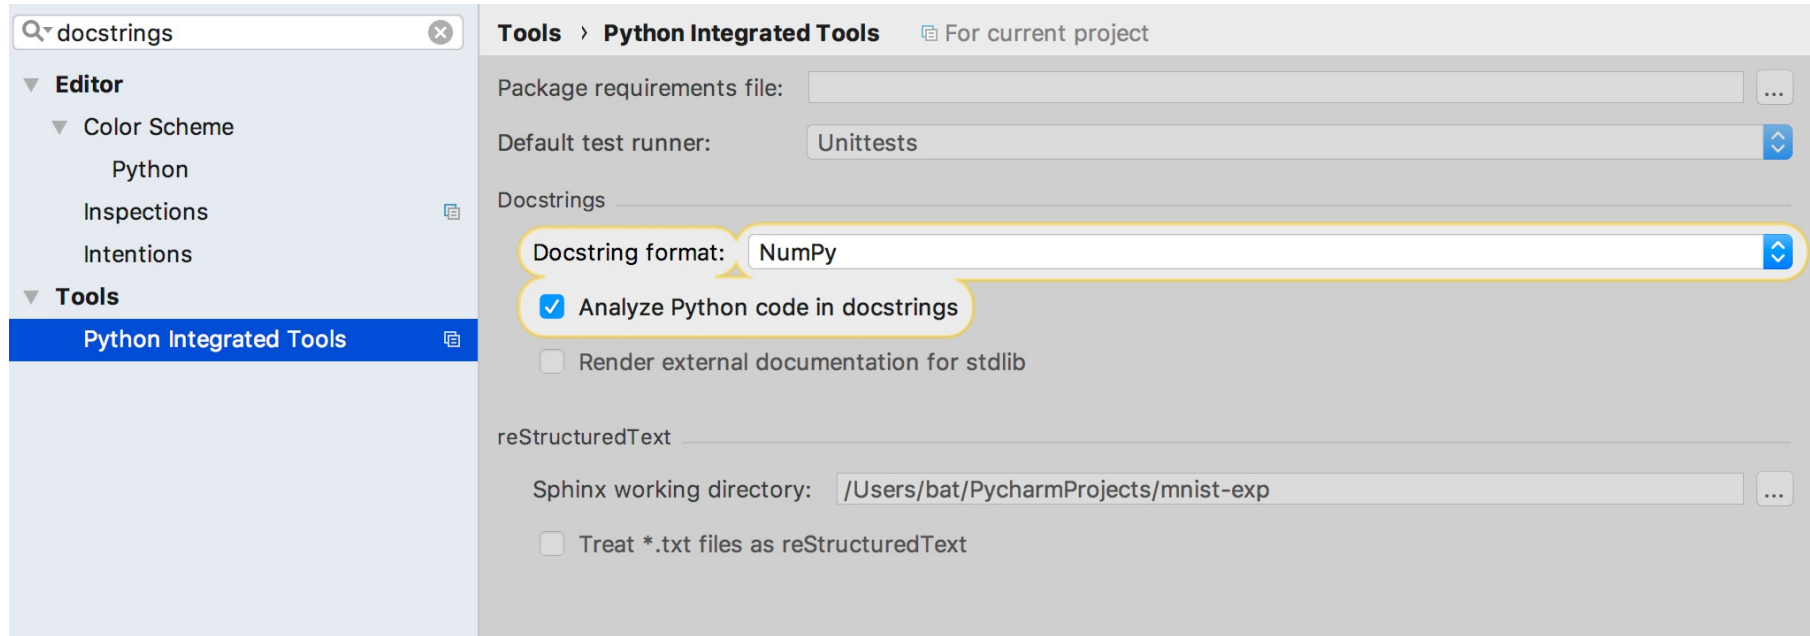 docstrings
Tools › Python Integrated Tools For current project
Editor
Color Scheme
Python
Inspections
Intentions
Tools
Python Integrated Tools
Package requirements file: ...
Default test runner: Unittests
Docstrings
Docstring format: NumPy
Analyze Python code in docstrings
Render external documentation for stdlib
reStructuredText
Sphinx working directory: /Users/bat/PycharmProjects/mnist-exp ...
Treat *.txt files as reStructuredText